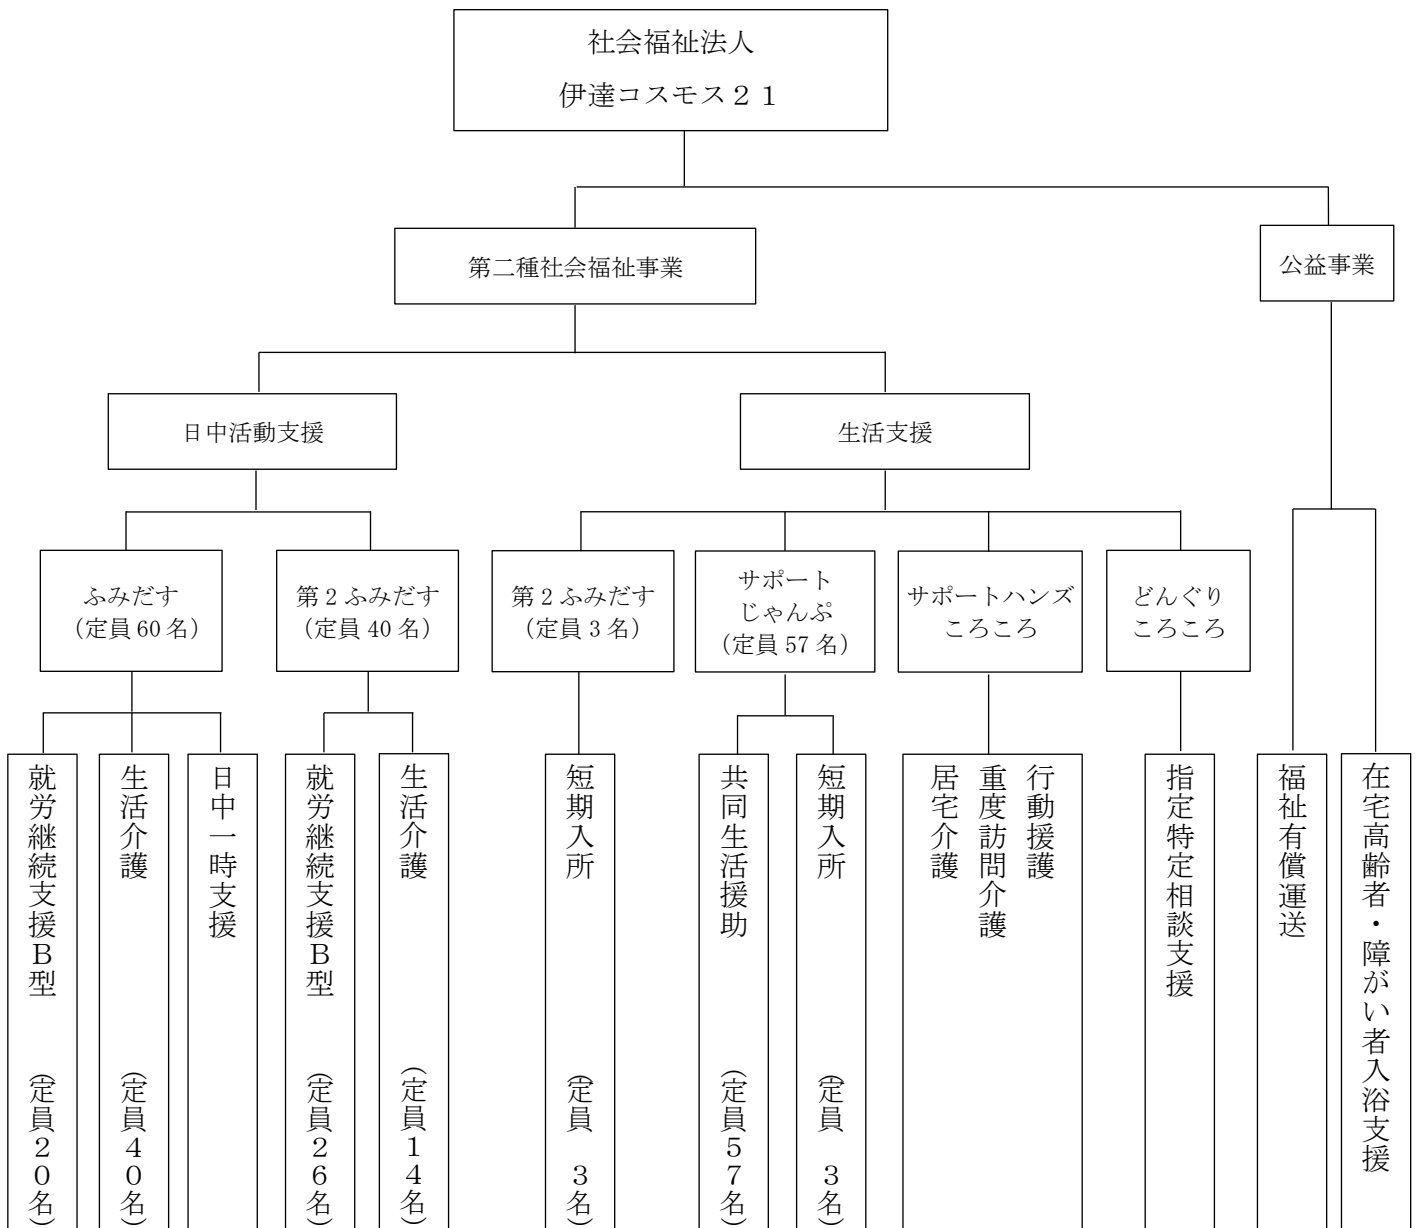 社会福祉法人
伊達コスモス21
第二種社会福祉事業
公益事業
日中活動支援
生活支援
ふみだす
（定員60名）
第2ふみだす
（定員40名）
第2ふみだす
（定員3名）
サポート
じゃんぷ
（定員57名）
サポートハンズ
ころころ
どんぐり
ころころ
就労継続支援B型　（定員20名）
生活介護　（定員40名）
日中一時支援
就労継続支援B型　（定員26名）
生活介護　（定員14名）
短期入所　（定員　3名）
共同生活援助　（定員57名）
短期入所　（定員　3名）
行動援護
重度訪問介護
居宅介護
指定特定相談支援
福祉有償運送
在宅高齢者・障がい者入浴支援